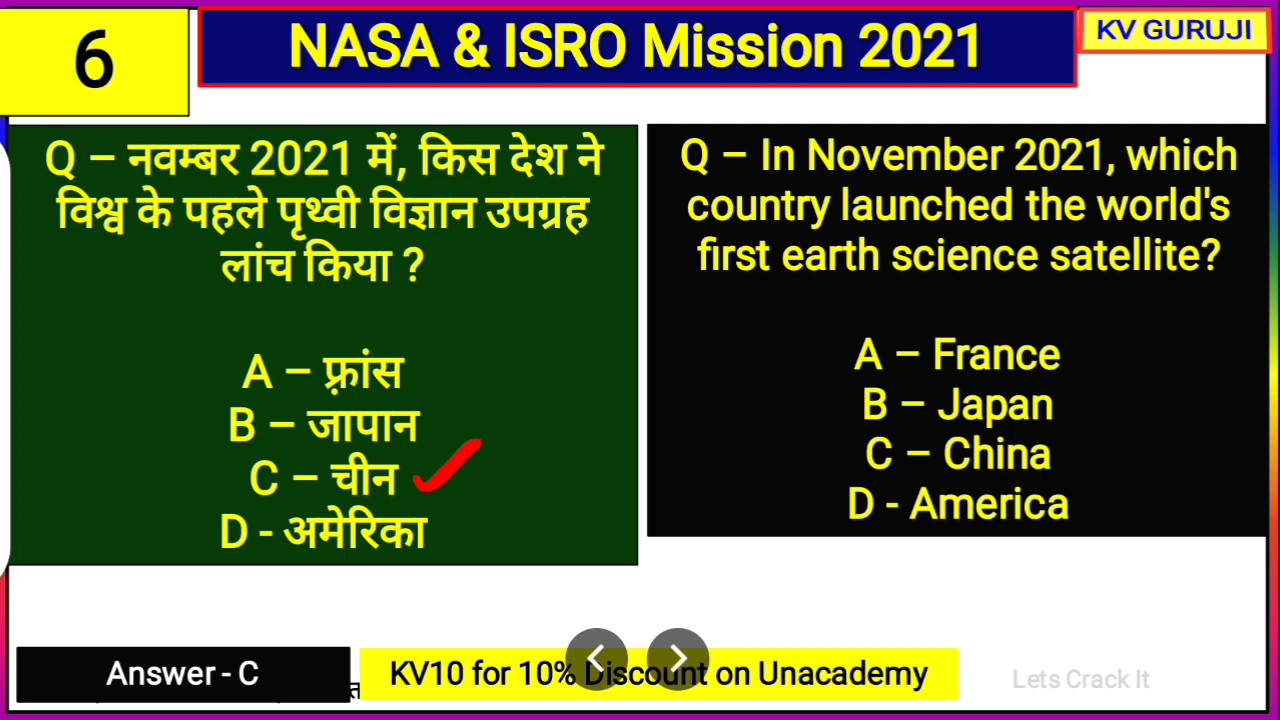 6
NASA & ISRO Mission 2021
KV GURUJI
Q – नवम्बर 2021 में, किस देश ने
विश्व के पहले पृथ्वी विज्ञान उपग्रह
लांच किया ?
A – फ़्रांस
B – जापान
C – चीन
D - अमेरिका
Q – In November 2021, which
country launched the world's
first earth science satellite?
A – France
B – Japan
C – China
D - America
Answer - C
KV10 for 10% Discount on Unacademy
Lets Crack It